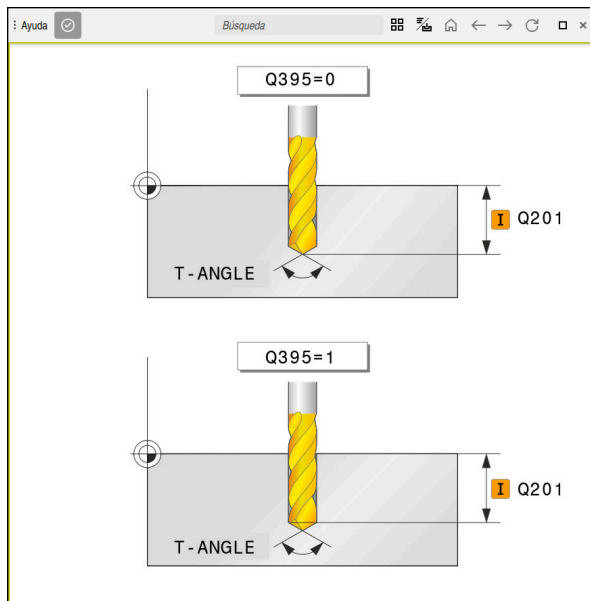 Ayuda
Búsqueda
Q395=0
I Q201
T-ANGLE
Q395=1
I Q201
T-ANGLE